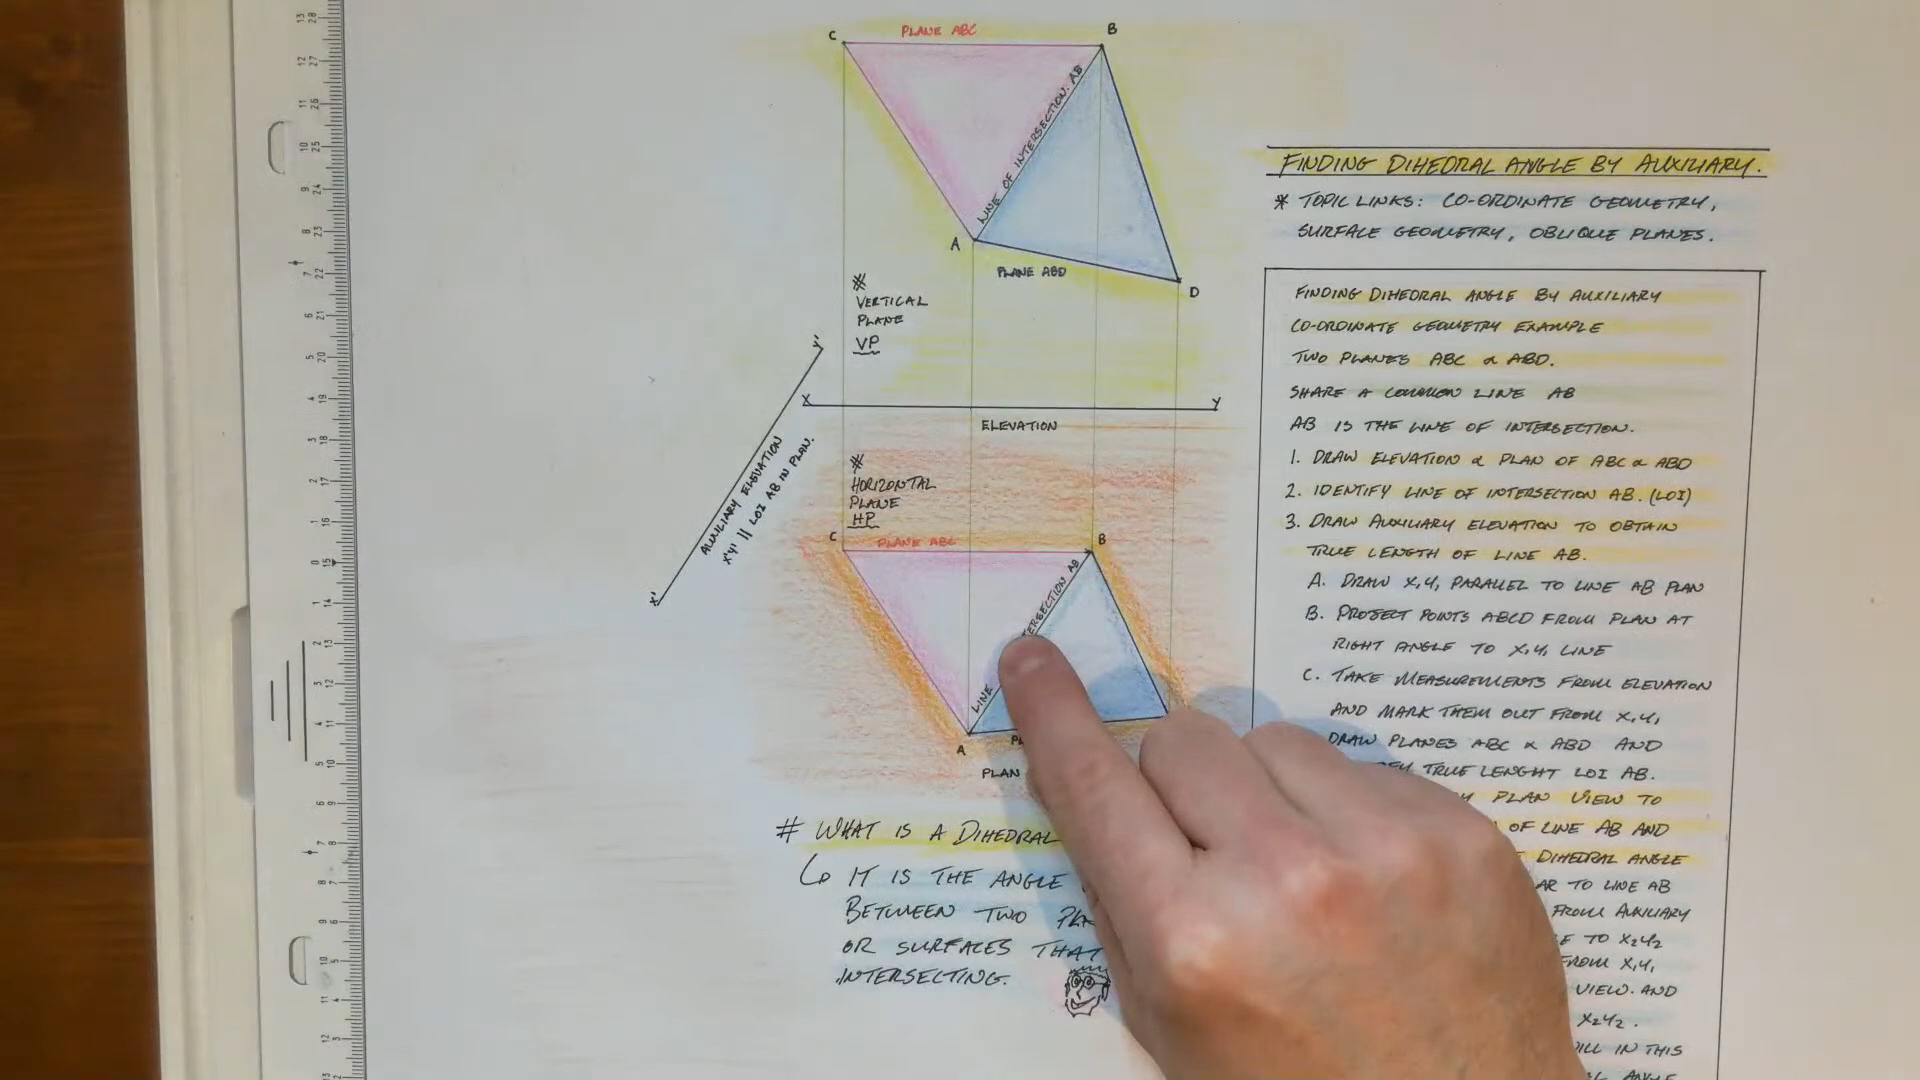 C
PLANE ABC
B
LINE OF INTERSECTION. AB
A
PLANE ABD
D
#
VERTICAL
PLANE
VP
X
Y
ELEVATION
Y'
AUXILIARY ELEVATION
X'Y' || LOI AB IN PLAN.
X'
#
HORIZONTAL
PLANE
HP
C
PLANE ABC
B
LINE
AB
A
PLAN
# WHAT IS A DIHEDRAL
IT IS THE ANGLE
BETWEEN TWO
OR SURFACES THAT
INTERSECTING.
FINDING DIHEDRAL ANGLE BY AUXILIARY.
* TOPIC LINKS: CO-ORDINATE GEOMETRY,
SURFACE GEOMETRY, OBLIQUE PLANES.
FINDING DIHEDRAL ANGLE BY AUXILIARY
CO-ORDINATE GEOMETRY EXAMPLE
TWO PLANES ABC & ABD.
SHARE A COMMON LINE AB
AB IS THE LINE OF INTERSECTION.
1. DRAW ELEVATION & PLAN OF ABC & ABD
2. IDENTIFY LINE OF INTERSECTION AB. (LOI)
3. DRAW AUXILIARY ELEVATION TO OBTAIN
TRUE LENGTH OF LINE AB.
A. DRAW X,Y, PARALLEL TO LINE AB PLAN
B. PROJECT POINTS ABCD FROM PLAN AT
RIGHT ANGLE TO X,Y, LINE
C. TAKE MEASUREMENTS FROM ELEVATION
AND MARK THEM OUT FROM X,Y,
DRAW PLANES ABC & ABD AND
TRUE LENGHT LOI AB.
PLAN VIEW TO
OF LINE AB AND
DIHEDRAL ANGLE
TO LINE AB
FROM AUXILIARY
TO X2Y2
FROM X,Y,
VIEW. AND
X2Y2.
IN THIS
ANGLE